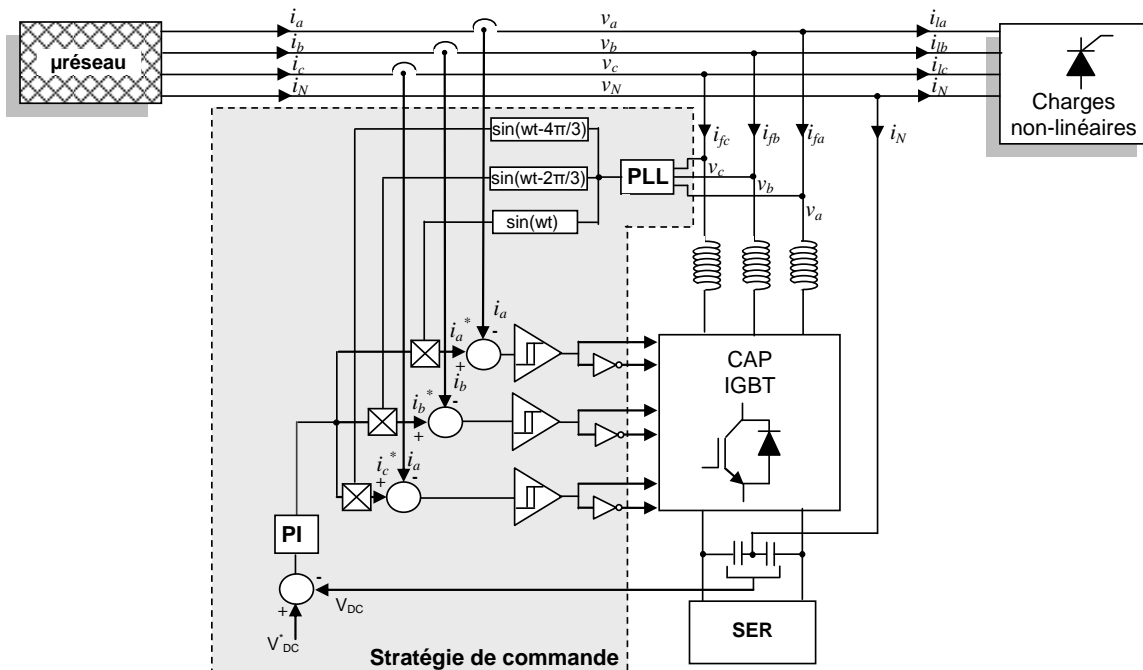 i_a v_a i_la
i_b v_b i_lb
i_c v_c i_lc
i_N v_N i_N
µréseau
Charges
non-linéaires
sin(wt-4π/3)
sin(wt-2π/3)
sin(wt)
PLL
i_fc i_fb i_fa i_N
v_c
v_b
v_a
i_a
i_a* -
+
i_b
i_b* -
+
i_c* i_a
+ -
CAP
IGBT
PI
-
+
V_DC
V*_DC
SER
Stratégie de commande